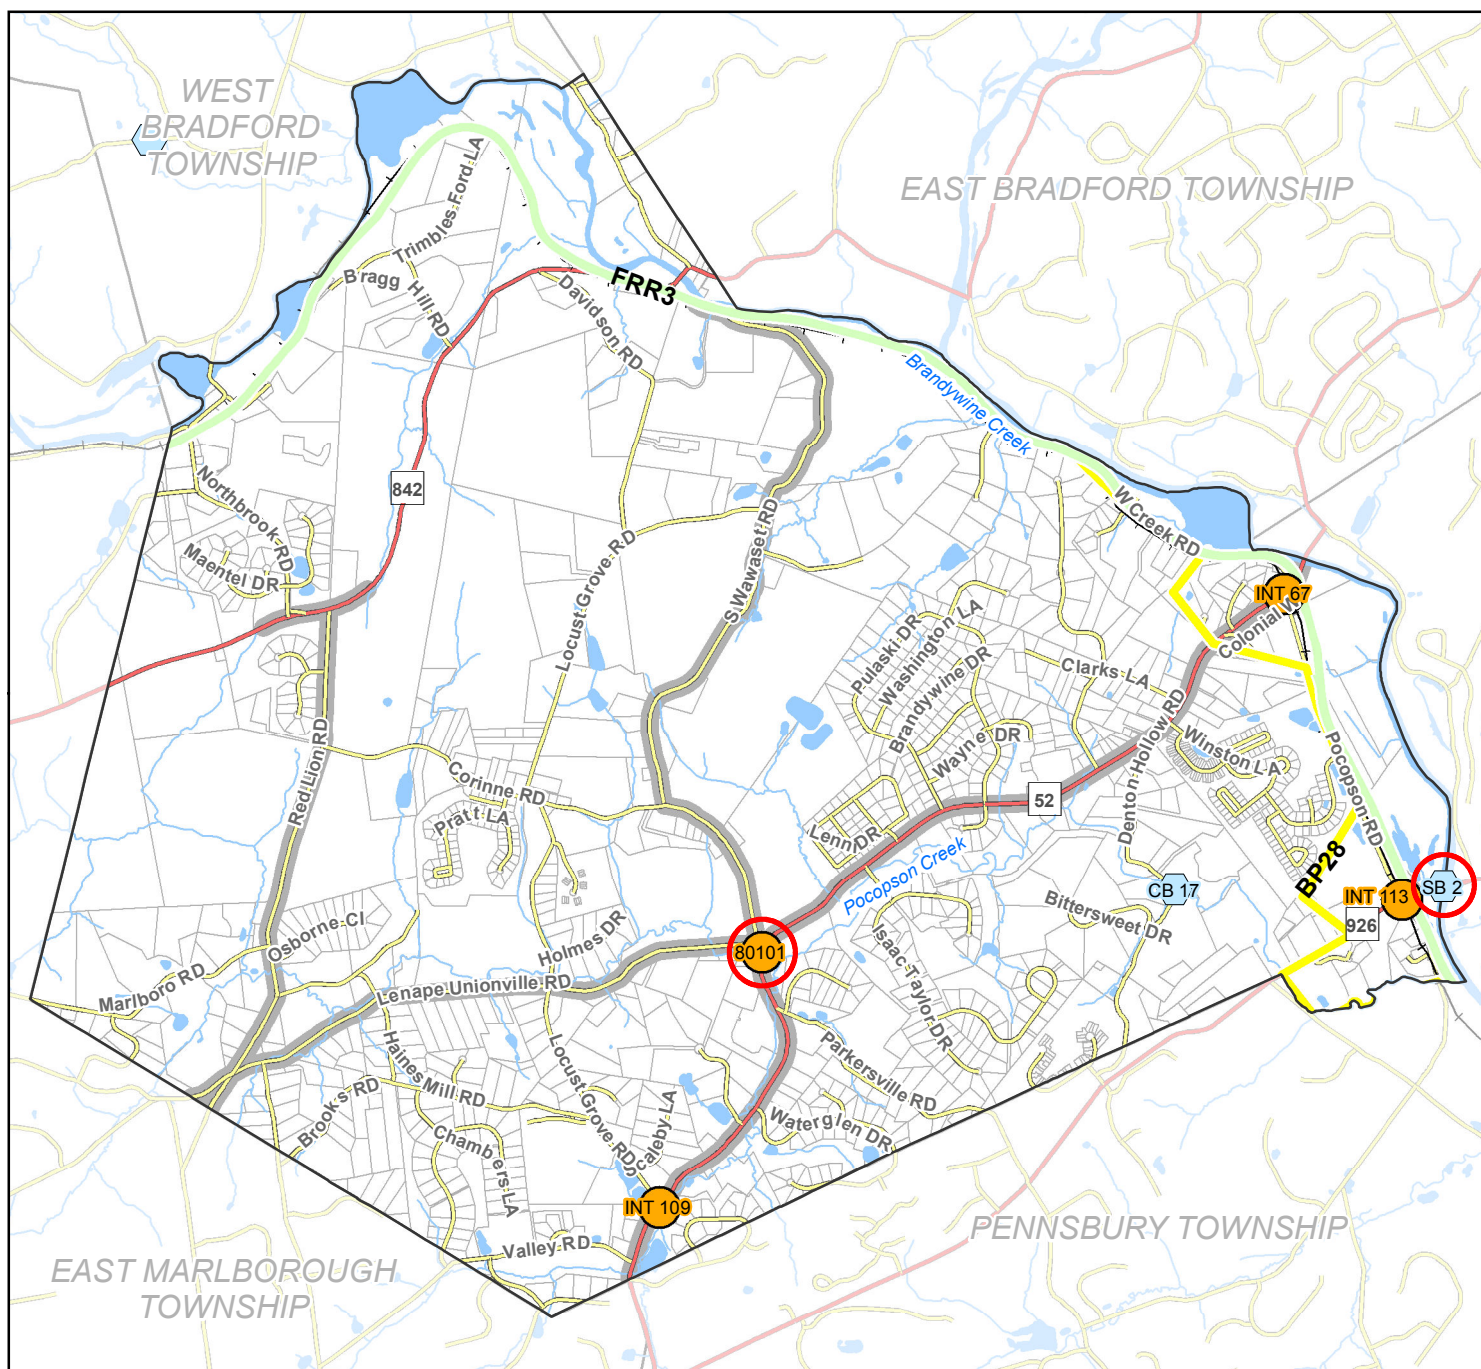 WEST
BRADFORD
TOWNSHIP
EAST BRADFORD TOWNSHIP
Trimbles Ford LA
Bragg Hill RD
FRR3
Davidson RD
Brandywine Creek
842
Northbrook RD
Maentel DR
W Creek RD
Locust Grove RD
S Wawaset RD
INT 67
Colonial W
Pulaski DR
Washington LA
Brandywine DR
Clarks LA
Wayne DR
Denton Hollow RD
Winston LA
Pocopson RD
Red Lion RD
Corinne RD
Pratt LA
52
Lenni DR
Pocopson Creek
BP28
CB 17
SB 2
INT 113
926
Bittersweet DR
Isaac Taylor DR
Osborne CI
Holmes DR
80101
Marlboro RD
Lenape Unionville RD
Haines Mill RD
Locust Grove RD
Parkersville RD
Brooks RD
Scaleby LA
Waterglen DR
Chambers LA
INT 109
Valley RD
PENNSBURY TOWNSHIP
EAST MARLBOROUGH
TOWNSHIP